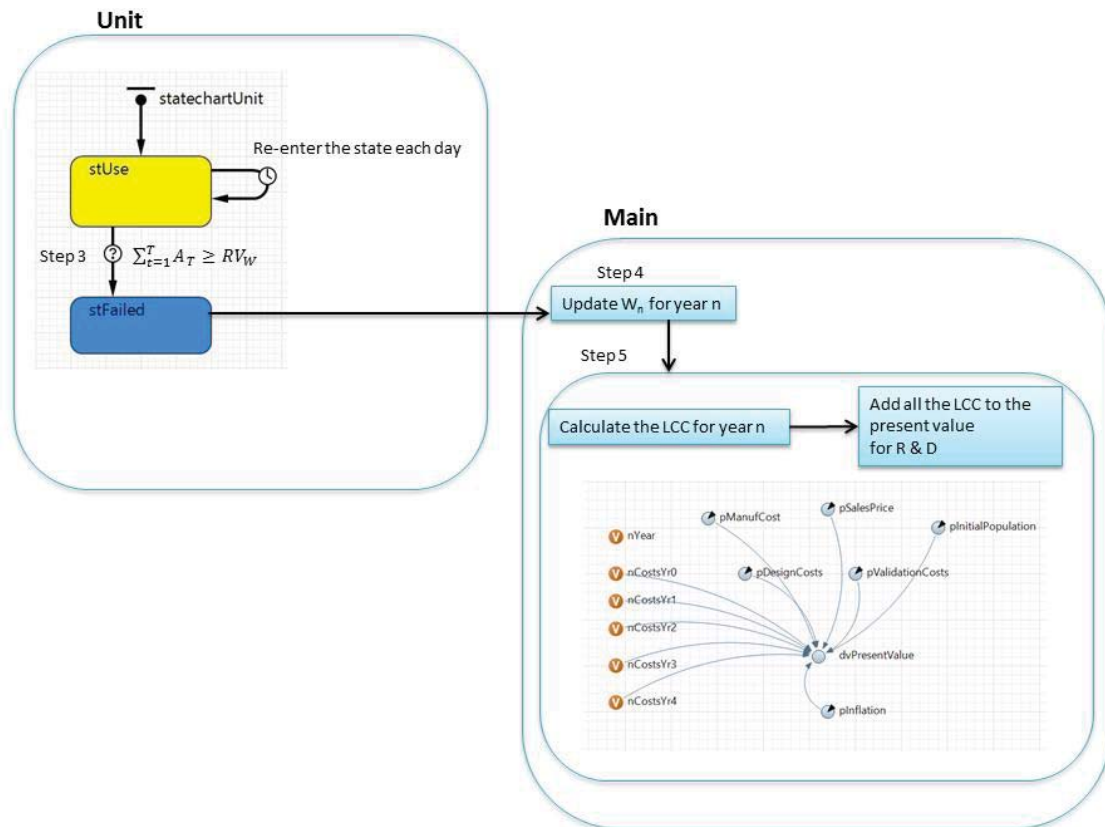 Unit
statechartUnit
Re-enter the state each day
stUse
Step 3
?
∑ᵀₜ₌₁ A_T ≥ RV_W
stFailed
Main
Step 4
Update Wₙ for year n
Step 5
Calculate the LCC for year n
Add all the LCC to the
present value
for R & D
pManufCost
pSalesPrice
pInitialPopulation
V nYear
V nCostsYr0
pDesignCosts
pValidationCosts
V nCostsYr1
V nCostsYr2
dvPresentValue
V nCostsYr3
V nCostsYr4
pInflation